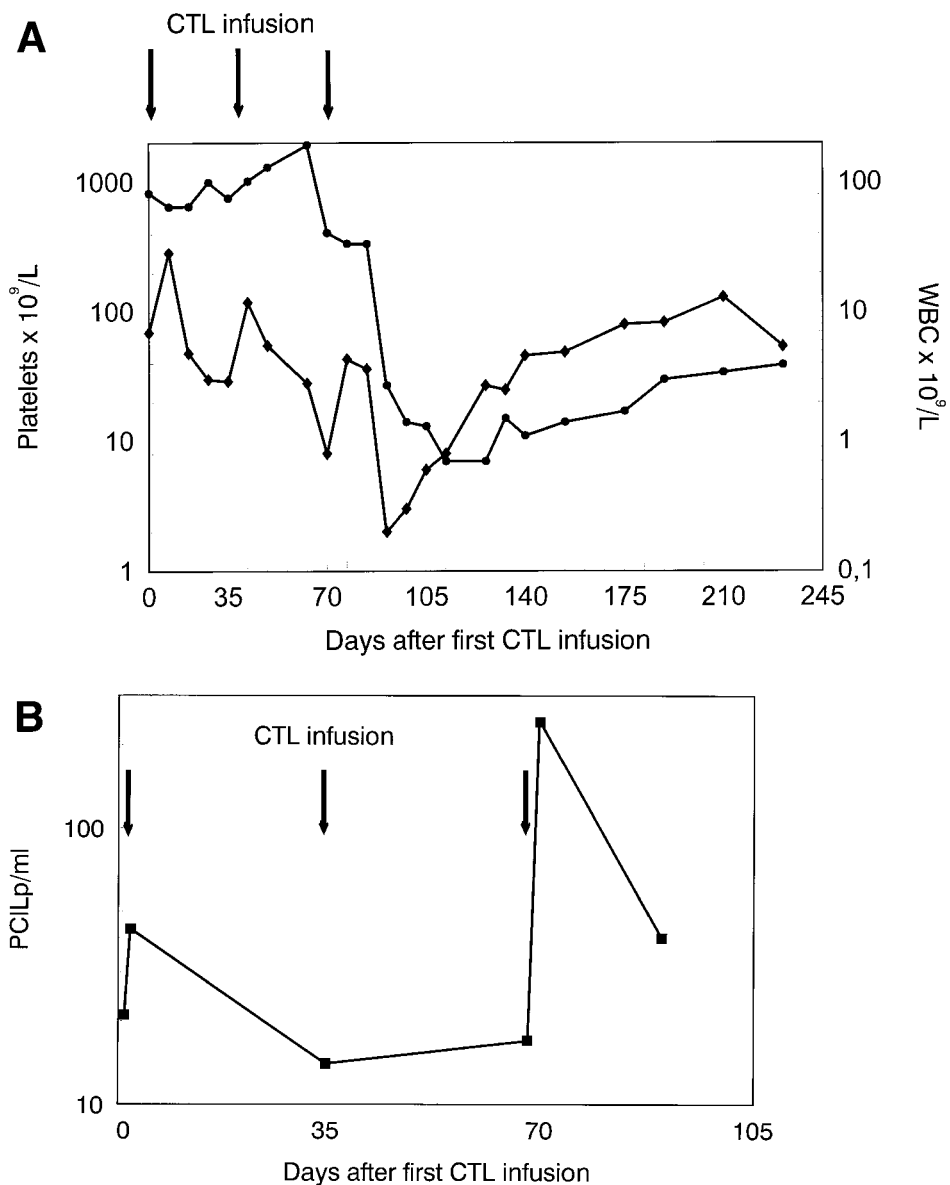 A
CTL infusion
1000
100
10
1
Platelets x 10⁹/L
100
10
1
0,1
WBC x 10⁹/L
0 35 70 105 140 175 210 245
Days after first CTL infusion
B
CTL infusion
100
10
PCILp/ml
0 35 70 105
Days after first CTL infusion